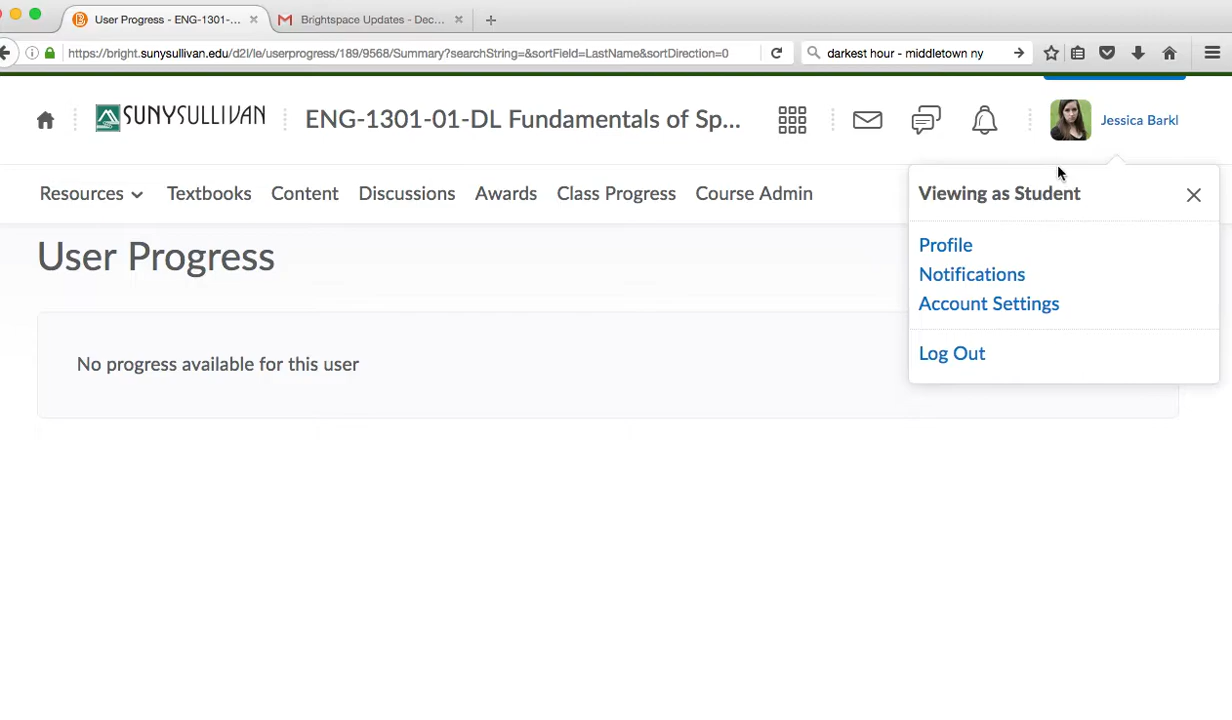 User Progress - ENG-1301-01-...
Brightspace Updates - Dec...
https://bright.sunysullivan.edu/d2l/le/userprogress/189/9568/Summary?searchString=&sortField=LastName&sortDirection=0
darkest hour - middletown ny
SUNYSULLIVAN
ENG-1301-01-DL Fundamentals of Sp...
Jessica Barkl
Resources
Textbooks
Content
Discussions
Awards
Class Progress
Course Admin
Viewing as Student
Profile
Notifications
Account Settings
Log Out
User Progress
No progress available for this user